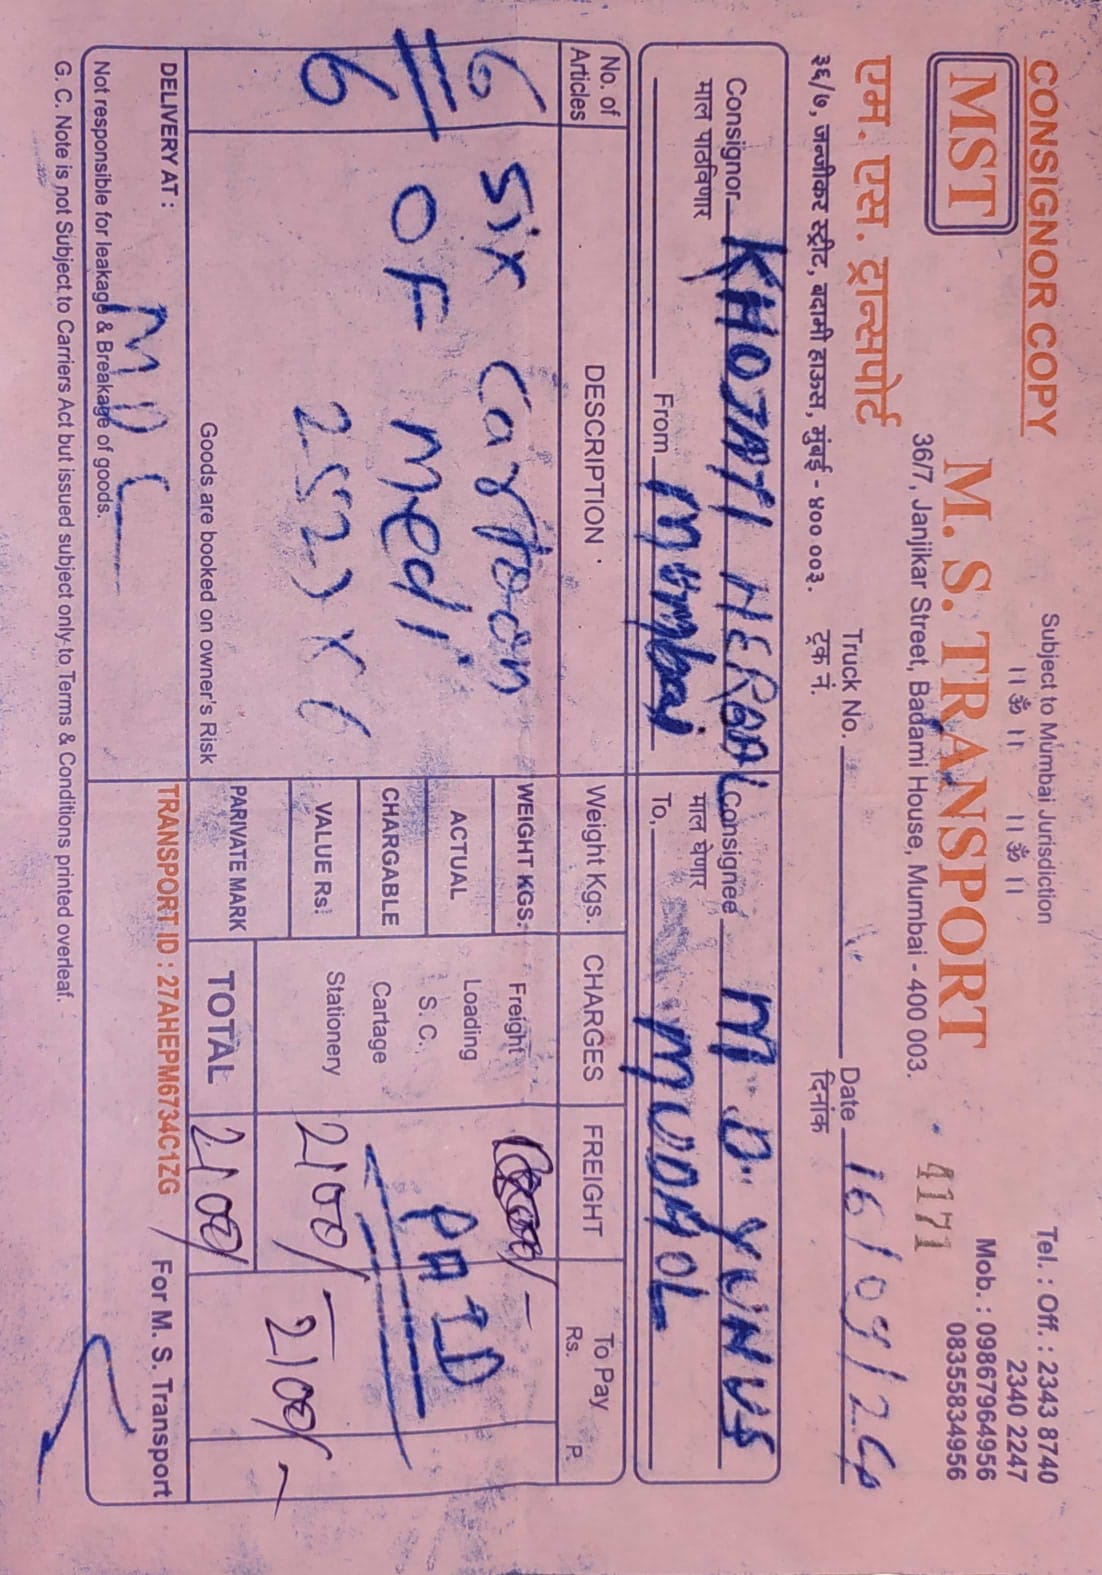 CONSIGNOR COPY
Subject to Mumbai Jurisdiction
Tel. : Off. : 2343 8740
2340 2247
।। ॐ ।। ।। ॐ ।।
Mob. : 09867964956
08355834956
MST
M. S. TRANSPORT
36/7, Janjikar Street, Badami House, Mumbai - 400 003.
4171
एम. एस. ट्रान्सपोर्ट
Truck No.
Date 16/09/2
३६/७, जन्जीकर स्ट्रीट, बदामी हाऊस, मुंबई - ४०० ००३.
ट्रक नं.
दिनांक
Consignor KHOJAMI
माल पाठविणार
From Mumbai
Consignee M. D. YUNUS
माल घेणार
To, MUDHOL
No. of Articles
DESCRIPTION
Weight Kgs.
CHARGES
FREIGHT
To Pay
Rs. P.
6 Six Cartoon
OF Medi
6 252) X 6
WEIGHT KGS.
ACTUAL
CHARGABLE
VALUE Rs.
PARIVATE MARK
Freight
Loading
S. C.
Cartage
Stationery
PAID
2100/-
2100/-
TOTAL 2100/
Goods are booked on owner's Risk
DELIVERY AT : MDL
TRANSPORT ID : 27AHEPM6734C1ZG
For M. S. Transport
Not responsible for leakage & Breakage of goods.
G. C. Note is not Subject to Carriers Act but issued subject only to Terms & Conditions printed overleaf.